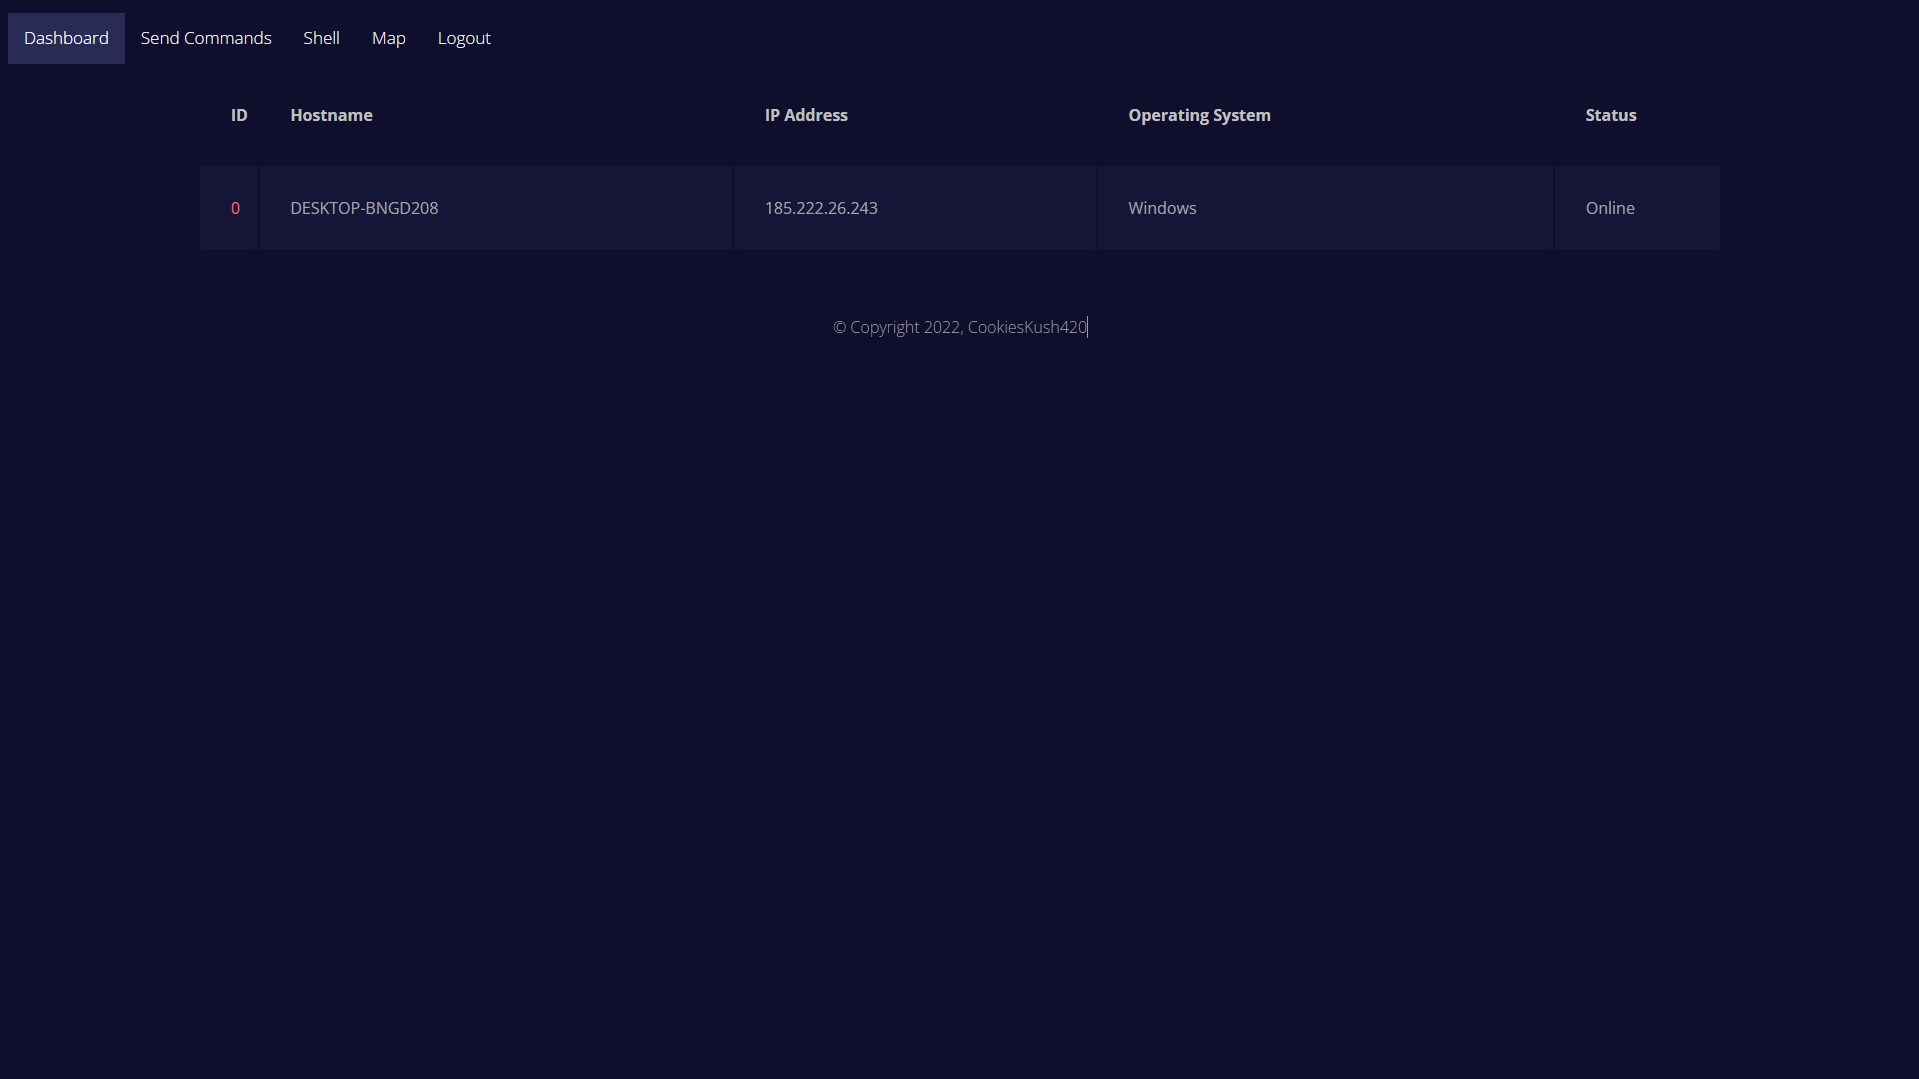 Dashboard Send Commands Shell Map Logout
ID Hostname IP Address Operating System Status
0 DESKTOP-BNGD208 185.222.26.243 Windows Online
© Copyright 2022, CookiesKush420